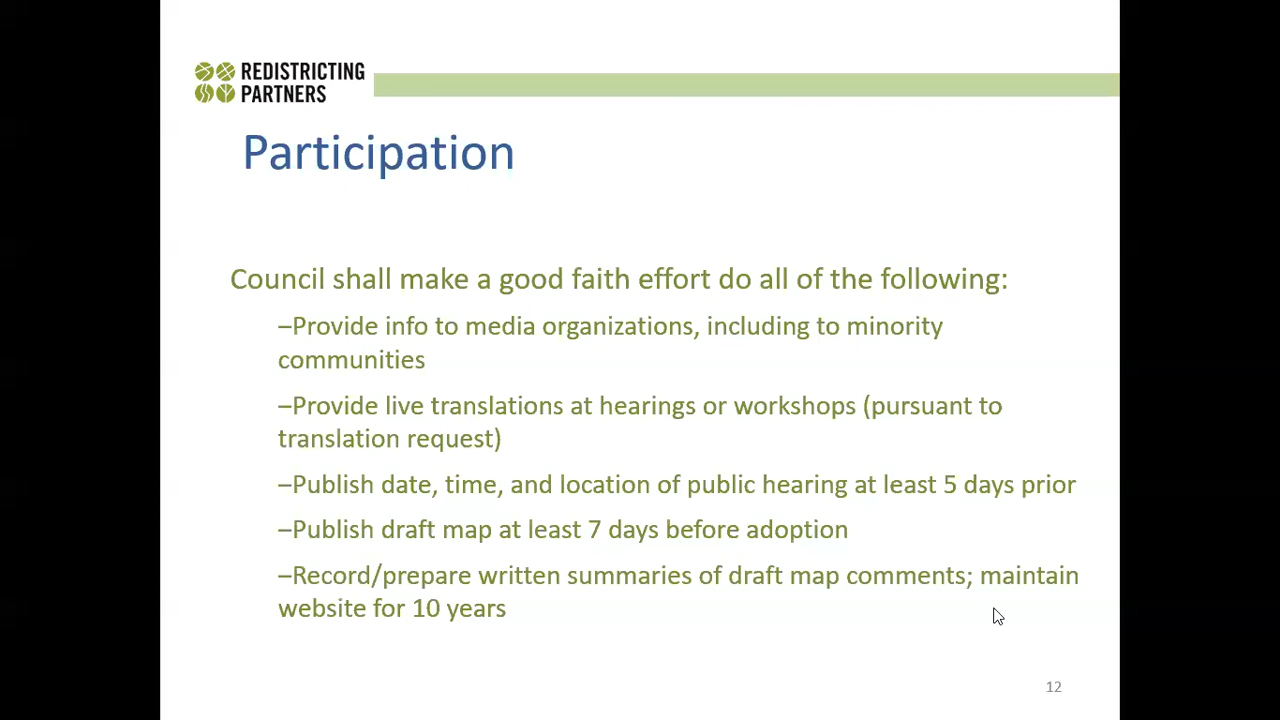 REDISTRICTING
PARTNERS
Participation
Council shall make a good faith effort do all of the following:
–Provide info to media organizations, including to minority
communities
–Provide live translations at hearings or workshops (pursuant to
translation request)
–Publish date, time, and location of public hearing at least 5 days prior
–Publish draft map at least 7 days before adoption
–Record/prepare written summaries of draft map comments; maintain
website for 10 years
12